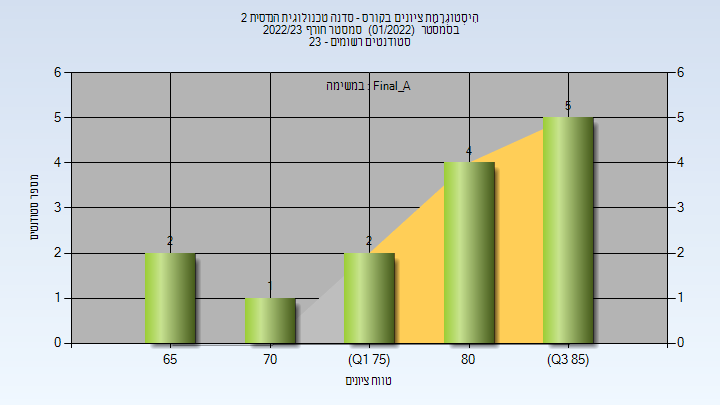 היסטוגרמת ציונים בקורס - סדנה טכנולוגית הנדסית 2
בסמסטר (01/2022) סמסטר חורף 2022/23
סטודנטים רשומים - 23
במשימה : Final_A
מספר סטודנטים
6
5
4
3
2
1
0
6
5
4
3
2
1
0
2
1
2
4
5
65
70
(Q1 75)
80
(Q3 85)
טווח ציונים